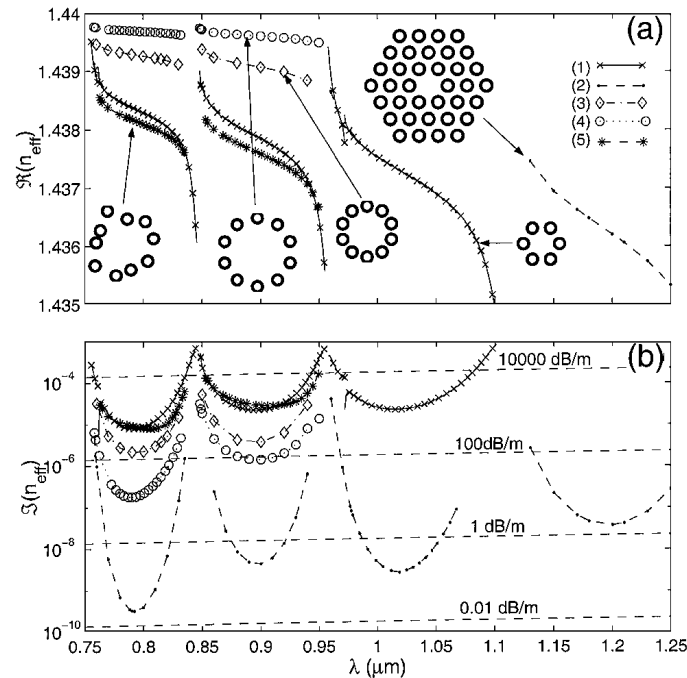 1.44
(a)
1.439
(1)
(2)
(3)
(4)
(5)
1.438
ℜ(n_eff)
1.437
1.436
1.435
(b)
10000 dB/m
10^−4
100dB/m
10^−6
ℑ(n_eff)
1 dB/m
10^−8
0.01 dB/m
10^−10
0.75 0.8 0.85 0.9 0.95 1 1.05 1.1 1.15 1.2 1.25
λ (μm)